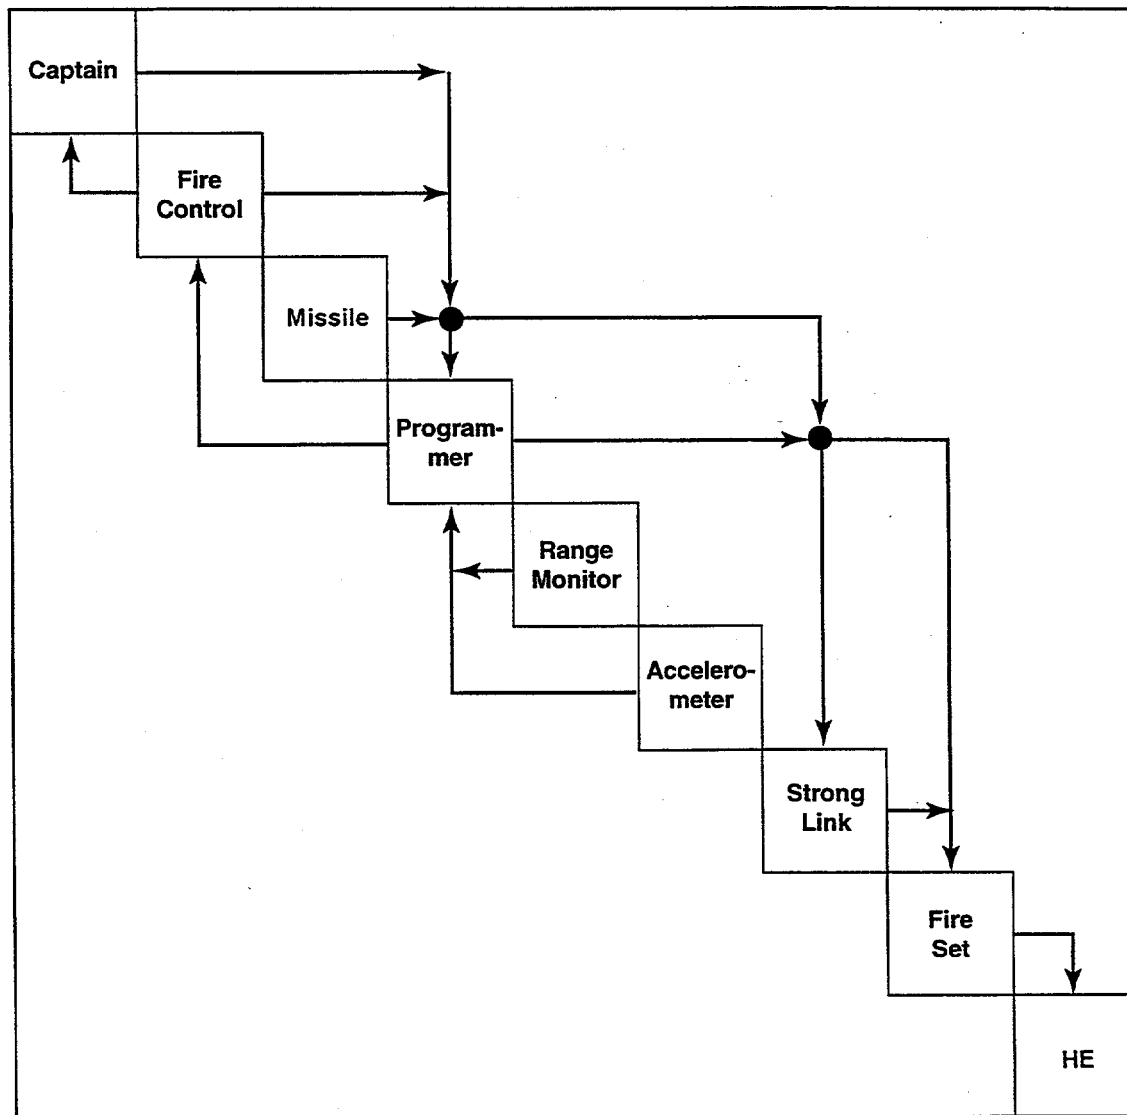 Captain
Fire
Control
Missile
Program-
mer
Range
Monitor
Accelero-
meter
Strong
Link
Fire
Set
HE